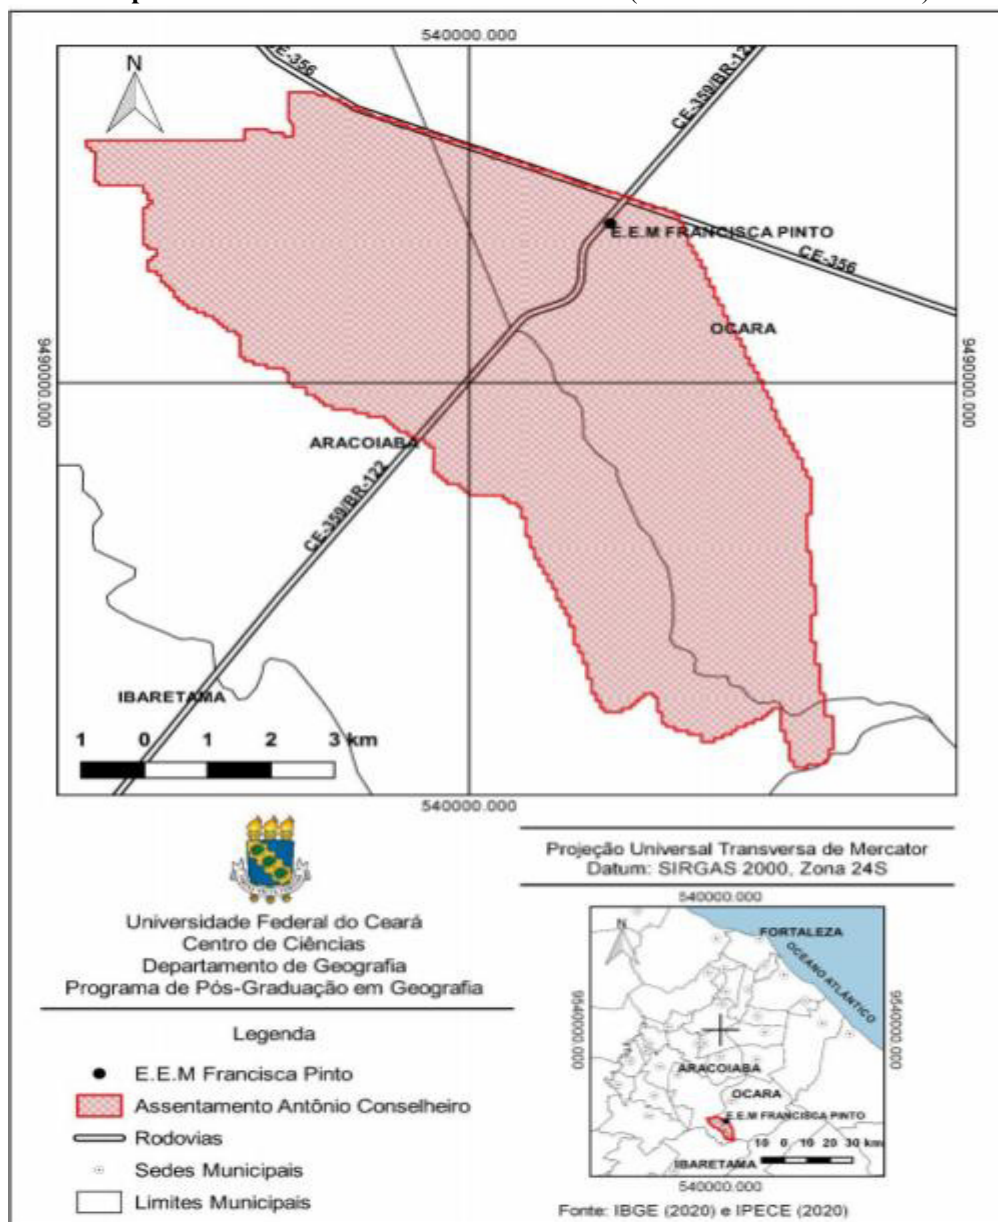 540000.000
CE-356
CE-359/BR-122
N
E.E.M FRANCISCA PINTO
CE-356
OCARA
9490000.000
9490000.000
ARACOIABA
CE-359/BR-122
IBARETAMA
1 0 1 2 3 km
540000.000
Universidade Federal do Ceará
Centro de Ciências
Departamento de Geografia
Programa de Pós-Graduação em Geografia
Legenda
E.E.M Francisca Pinto
Assentamento Antônio Conselheiro
Rodovias
Sedes Municipais
Limites Municipais
Projeção Universal Transversa de Mercator
Datum: SIRGAS 2000, Zona 24S
540000.000
N
FORTALEZA
OCEANO ATLÂNTICO
9540000.000
9540000.000
ARACOIABA
OCARA
E.E.M FRANCISCA PINTO
10 0 10 20 30 km
IBARETAMA
540000.000
Fonte: IBGE (2020) e IPECE (2020)